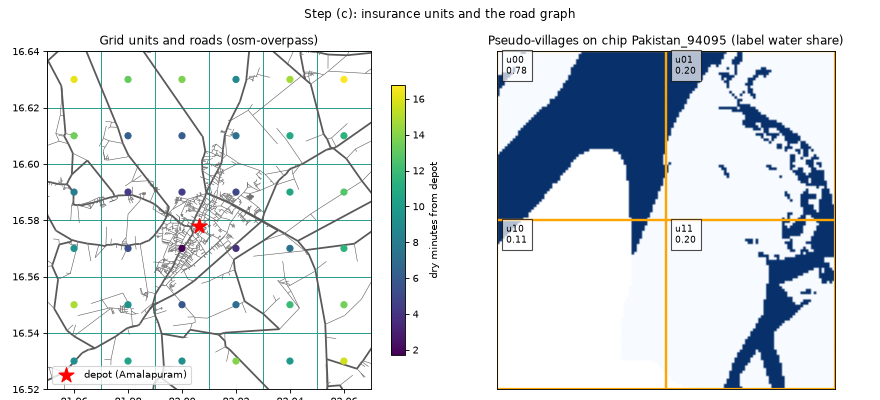 Step (c): insurance units and the road graph
Grid units and roads (osm-overpass)
16.64
16.62
16.60
16.58
16.56
16.54
16.52
depot (Amalapuram)
16
14
12
10
8
6
4
2
dry minutes from depot
Pseudo-villages on chip Pakistan_94095 (label water share)
u00
0.78
u01
0.20
u10
0.11
u11
0.20